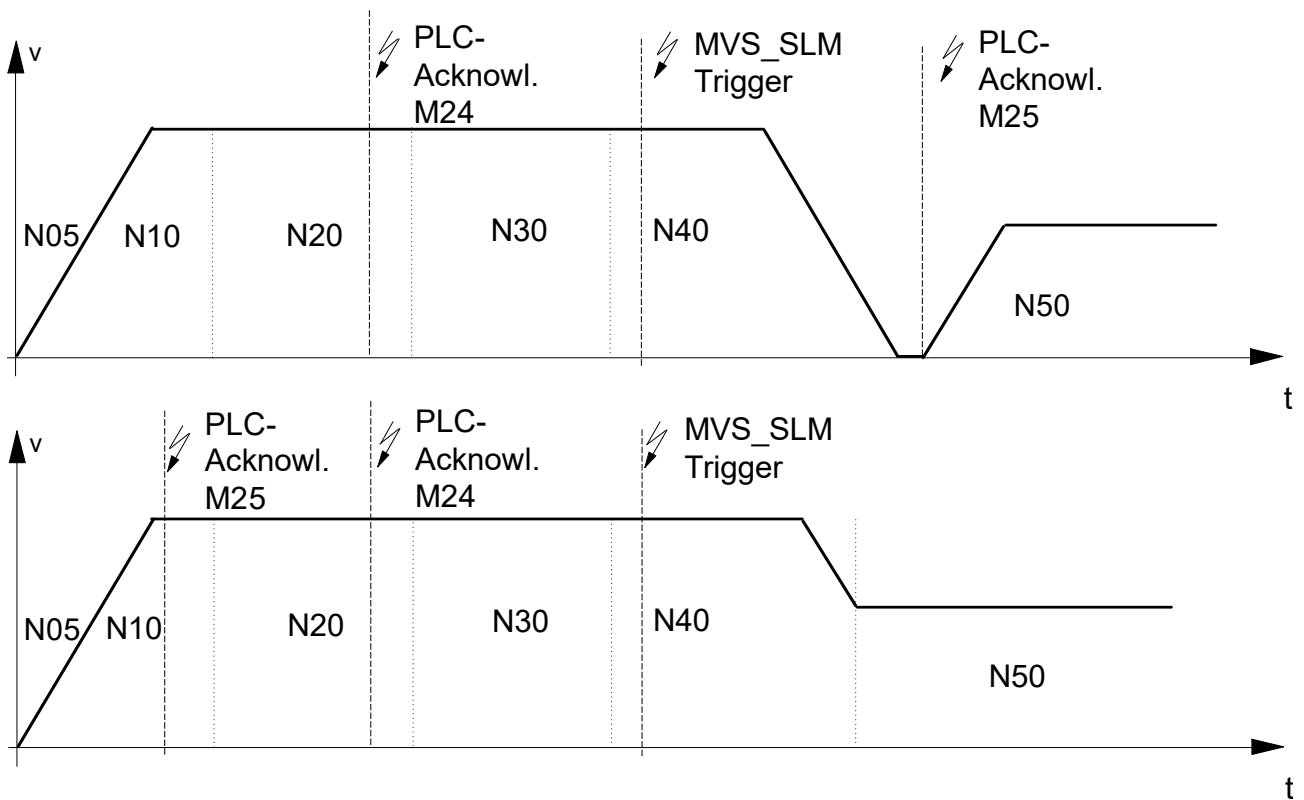 v
PLC-
Acknowl.
M24
MVS_SLM
Trigger
PLC-
Acknowl.
M25
N05
N10
N20
N30
N40
N50
t
v
PLC-
Acknowl.
M25
PLC-
Acknowl.
M24
MVS_SLM
Trigger
N05
N10
N20
N30
N40
N50
t